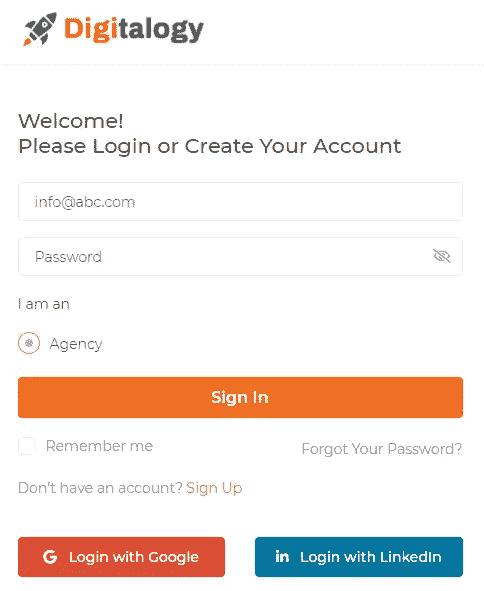 Digitalogy
Welcome!
Please Login or Create Your Account
info@abc.com
Password
I am an
Agency
Sign In
Remember me
Forgot Your Password?
Don't have an account? Sign Up
Login with Google
in Login with LinkedIn